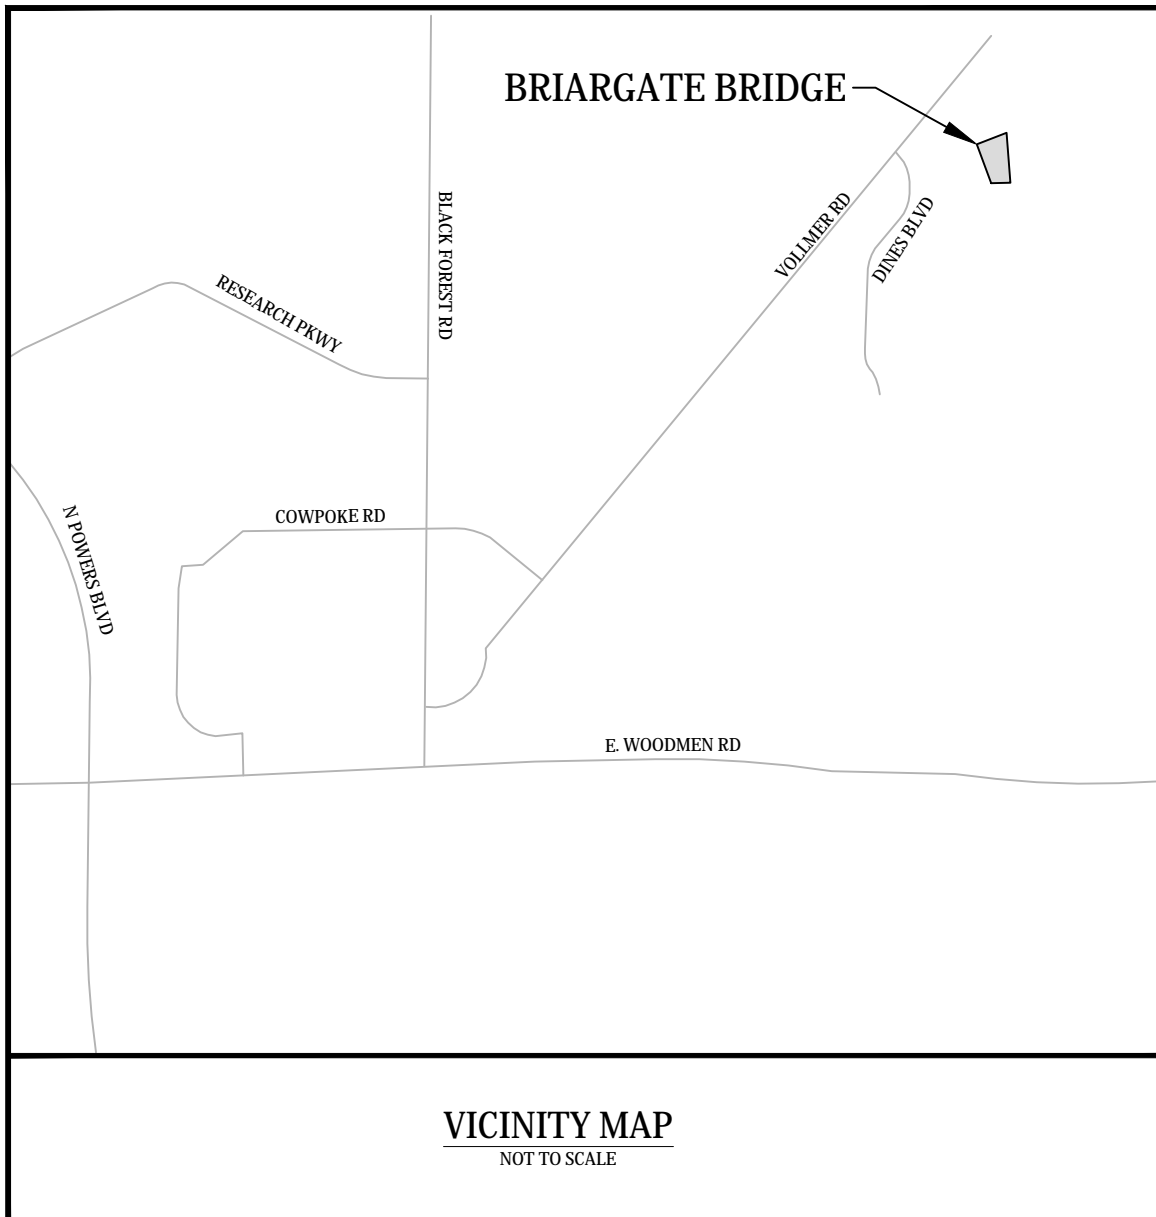 BRIARGATE BRIDGE
BLACK FOREST RD
VOLLMER RD
DINES BLVD
RESEARCH PKWY
COWPOKE RD
N POWERS BLVD
E. WOODMEN RD
VICINITY MAP
NOT TO SCALE